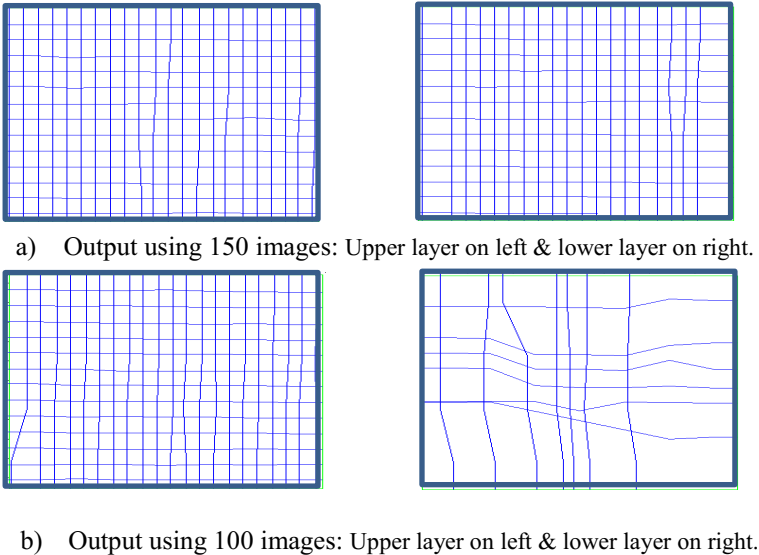 a) Output using 150 images: Upper layer on left & lower layer on right.
b) Output using 100 images: Upper layer on left & lower layer on right.